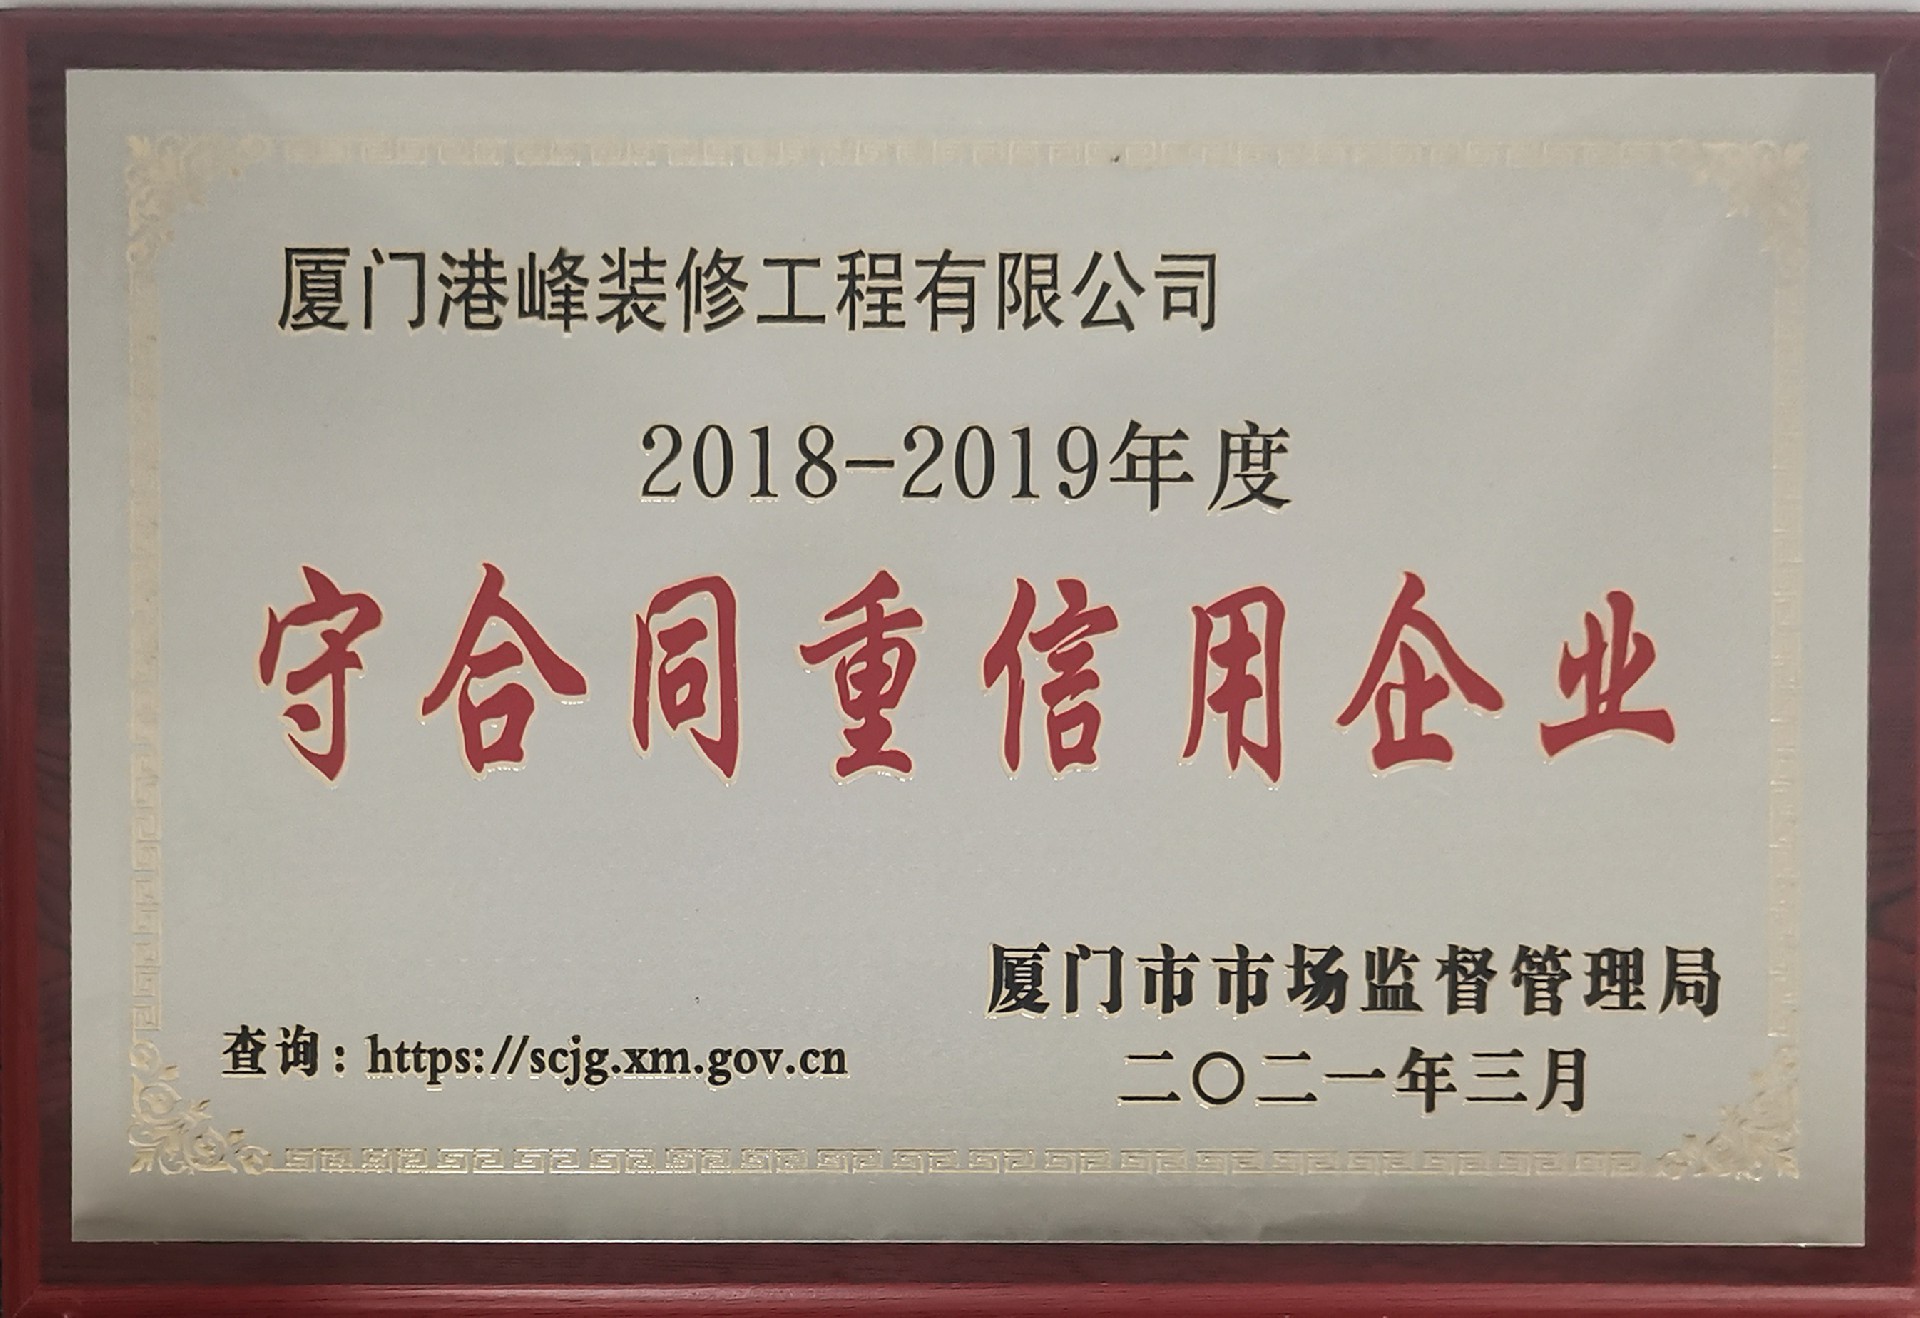 厦门港峰装修工程有限公司
2018-2019年度
守合同重信用企业
厦门市市场监督管理局
查询：https://scjg.xm.gov.cn
二〇二一年三月